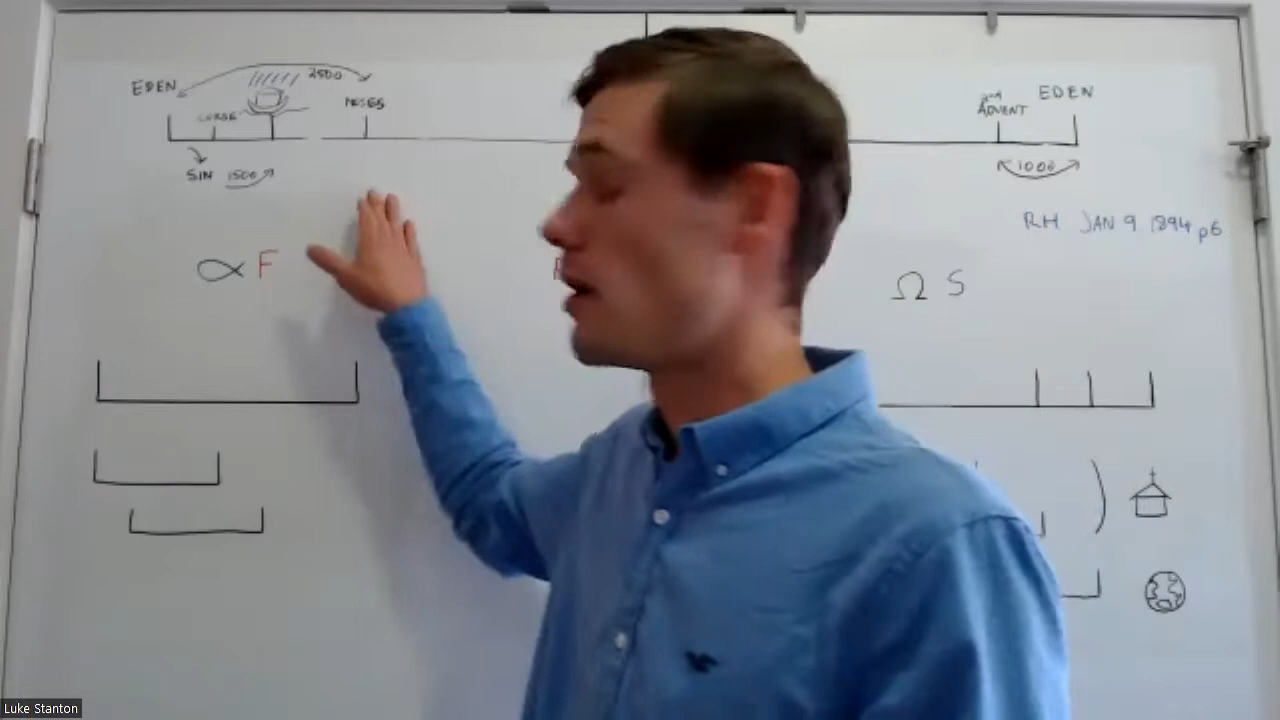 EDEN
2500
MOSES
CURSE
SIN 1500
2nd
ADVENT
EDEN
1000
RH JAN 9 1894 p6
α F
Ω S
Luke Stanton